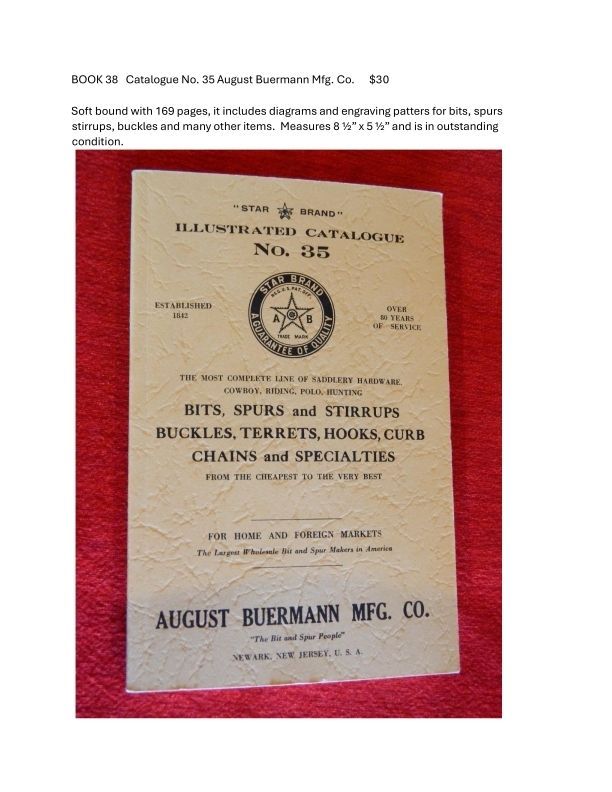 BOOK 38 Catalogue No. 35 August Buermann Mfg. Co. $30
Soft bound with 169 pages, it includes diagrams and engraving patters for bits, spurs
stirrups, buckles and many other items. Measures 8 ½” x 5 ½” and is in outstanding
condition.
"STAR BRAND"
ILLUSTRATED CATALOGUE
No. 35
STAR BRAND
REG. U.S. PAT. OFF.
A B
TRADE MARK
A GUARANTEE OF QUALITY
ESTABLISHED
1842
OVER
80 YEARS
OF SERVICE
THE MOST COMPLETE LINE OF SADDLERY HARDWARE,
COWBOY, RIDING, POLO, HUNTING
BITS, SPURS and STIRRUPS
BUCKLES, TERRETS, HOOKS, CURB
CHAINS and SPECIALTIES
FROM THE CHEAPEST TO THE VERY BEST
FOR HOME AND FOREIGN MARKETS
The Largest Wholesale Bit and Spur Makers in America
AUGUST BUERMANN MFG. CO.
"The Bit and Spur People"
NEWARK, NEW JERSEY, U. S. A.